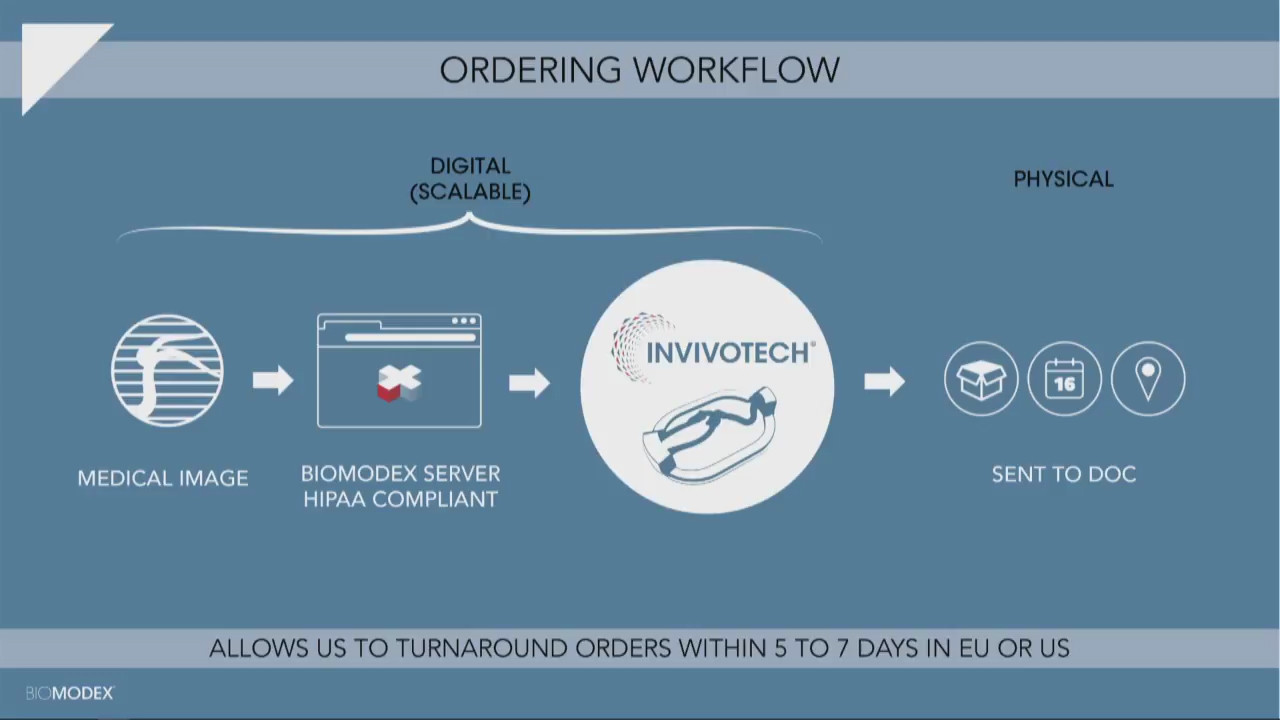 ORDERING WORKFLOW
DIGITAL
(SCALABLE)
PHYSICAL
INVIVOTECH®
16
MEDICAL IMAGE
BIOMODEX SERVER
HIPAA COMPLIANT
SENT TO DOC
ALLOWS US TO TURNAROUND ORDERS WITHIN 5 TO 7 DAYS IN EU OR US
BIOMODEX